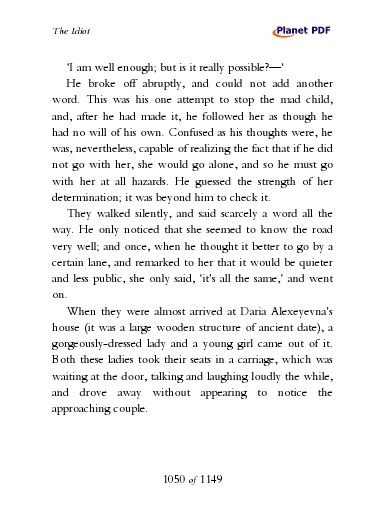 The Idiot
Planet PDF
‘I am well enough; but is it really possible?—’
He broke off abruptly, and could not add another
word. This was his one attempt to stop the mad child,
and, after he had made it, he followed her as though he
had no will of his own. Confused as his thoughts were, he
was, nevertheless, capable of realizing the fact that if he did
not go with her, she would go alone, and so he must go
with her at all hazards. He guessed the strength of her
determination; it was beyond him to check it.
They walked silently, and said scarcely a word all the
way. He only noticed that she seemed to know the road
very well; and once, when he thought it better to go by a
certain lane, and remarked to her that it would be quieter
and less public, she only said, ‘it’s all the same,’ and went
on.
When they were almost arrived at Daria Alexeyevna’s
house (it was a large wooden structure of ancient date), a
gorgeously-dressed lady and a young girl came out of it.
Both these ladies took their seats in a carriage, which was
waiting at the door, talking and laughing loudly the while,
and drove away without appearing to notice the
approaching couple.
1050 of 1149